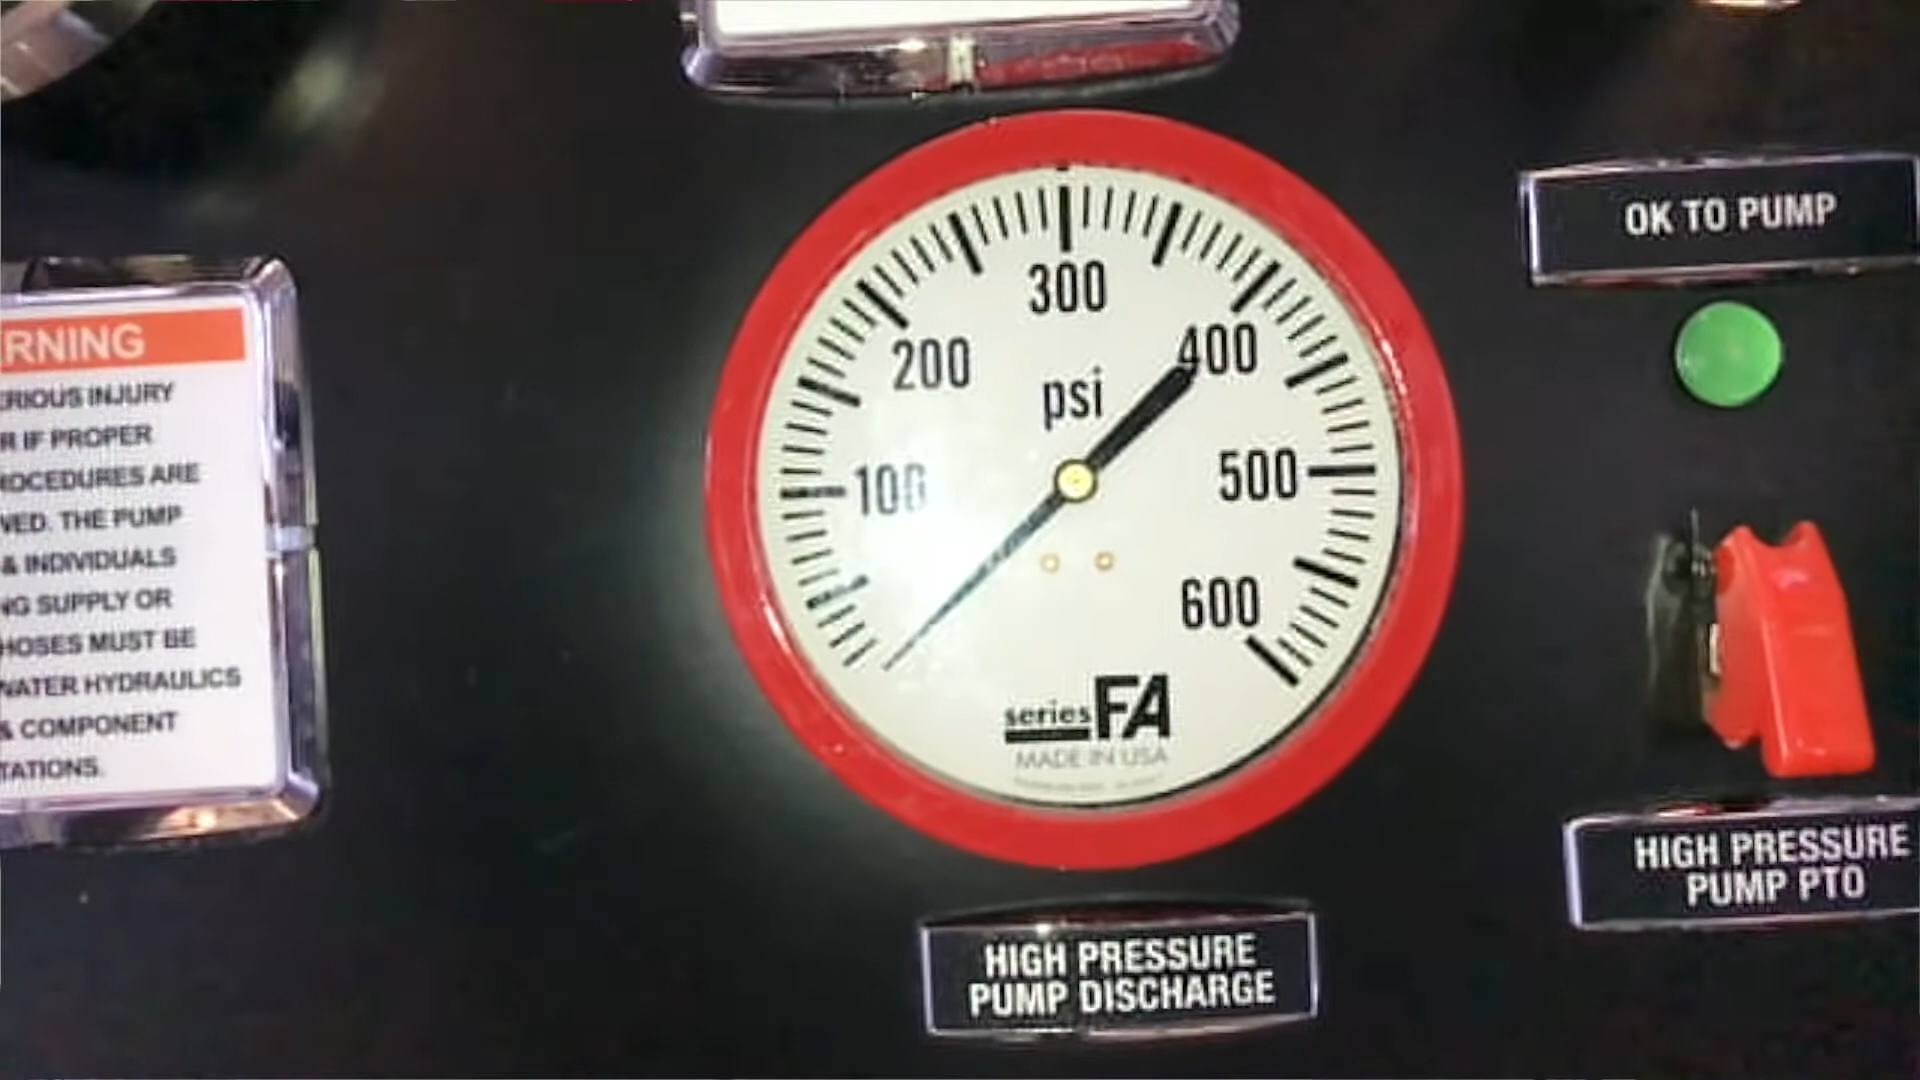 RNING
ERIOUS INJURY
R IF PROPER
ROCEDURES ARE
WED. THE PUMP
& INDIVIDUALS
NG SUPPLY OR
HOSES MUST BE
WATER HYDRAULICS
& COMPONENT
TATIONS.
300
200
400
psi
100
500
600
series FA
MADE IN USA
HIGH PRESSURE
PUMP DISCHARGE
OK TO PUMP
HIGH PRESSURE
PUMP PTO